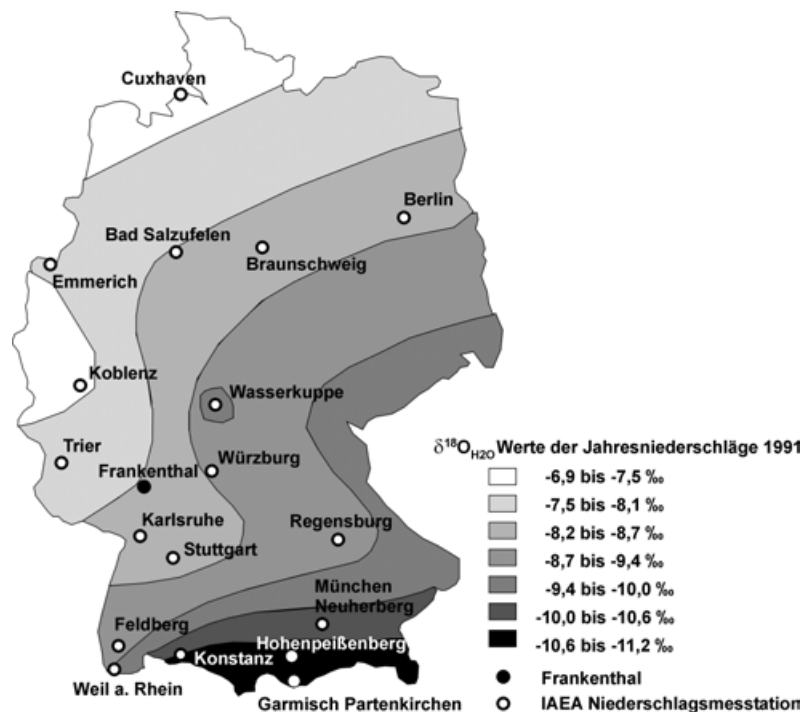 Cuxhaven
Berlin
Bad Salzufelen
Braunschweig
Emmerich
Koblenz
Wasserkuppe
Trier
Würzburg
Frankenthal
Karlsruhe
Regensburg
Stuttgart
München
Neuherberg
Feldberg
Hohenpeißenberg
Konstanz
Weil a. Rhein
Garmisch Partenkirchen
δ¹⁸O_H2O Werte der Jahresniederschläge 1991
-6,9 bis -7,5 ‰
-7,5 bis -8,1 ‰
-8,2 bis -8,7 ‰
-8,7 bis -9,4 ‰
-9,4 bis -10,0 ‰
-10,0 bis -10,6 ‰
-10,6 bis -11,2 ‰
Frankenthal
IAEA Niederschlagsmesstation